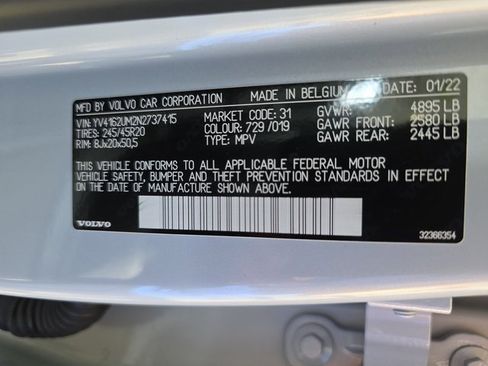 MFD BY VOLVO CAR CORPORATION MADE IN BELGIUM DATE: 01/22
VIN: YV4162UM2N2737415 MARKET CODE: 31 GVWR: 4895 LB
TIRES: 245/45R20 COLOUR: 729/019 GAWR FRONT: 2580 LB
RIM: 8Jx20x50,5 TYPE: MPV GAWR REAR: 2445 LB
THIS VEHICLE CONFORMS TO ALL APPLICABLE FEDERAL MOTOR
VEHICLE SAFETY, BUMPER AND THEFT PREVENTION STANDARDS
IN EFFECT ON DATE OF MANUFACTURE SHOWN ABOVE.
VOLVO 32366354